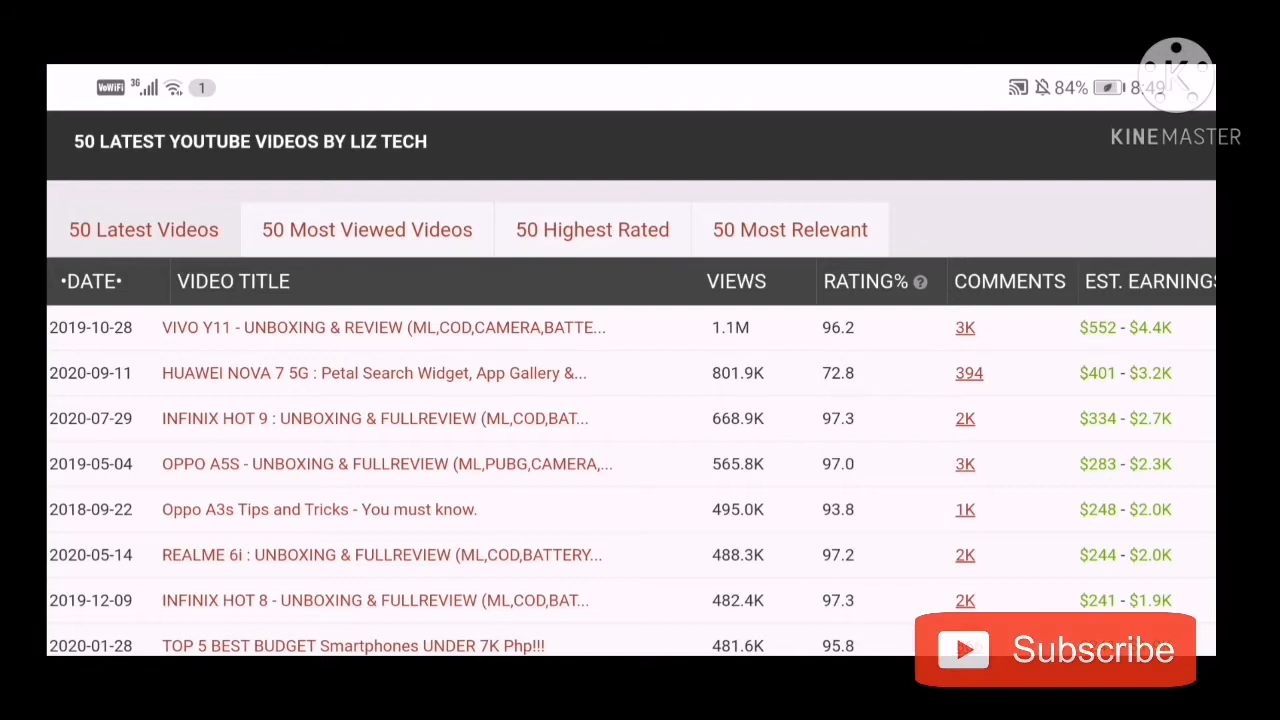 VoWiFi 3G 1 84% 8:49
KINEMASTER
50 LATEST YOUTUBE VIDEOS BY LIZ TECH
50 Latest Videos 50 Most Viewed Videos 50 Highest Rated 50 Most Relevant
•DATE• VIDEO TITLE VIEWS RATING% ? COMMENTS EST. EARNINGS
2019-10-28 VIVO Y11 - UNBOXING & REVIEW (ML,COD,CAMERA,BATTE... 1.1M 96.2 3K $552 - $4.4K
2020-09-11 HUAWEI NOVA 7 5G : Petal Search Widget, App Gallery &... 801.9K 72.8 394 $401 - $3.2K
2020-07-29 INFINIX HOT 9 : UNBOXING & FULLREVIEW (ML,COD,BAT... 668.9K 97.3 2K $334 - $2.7K
2019-05-04 OPPO A5S - UNBOXING & FULLREVIEW (ML,PUBG,CAMERA,... 565.8K 97.0 3K $283 - $2.3K
2018-09-22 Oppo A3s Tips and Tricks - You must know. 495.0K 93.8 1K $248 - $2.0K
2020-05-14 REALME 6i : UNBOXING & FULLREVIEW (ML,COD,BATTERY... 488.3K 97.2 2K $244 - $2.0K
2019-12-09 INFINIX HOT 8 - UNBOXING & FULLREVIEW (ML,COD,BAT... 482.4K 97.3 2K $241 - $1.9K
2020-01-28 TOP 5 BEST BUDGET Smartphones UNDER 7K Php!!! 481.6K 95.8
Subscribe